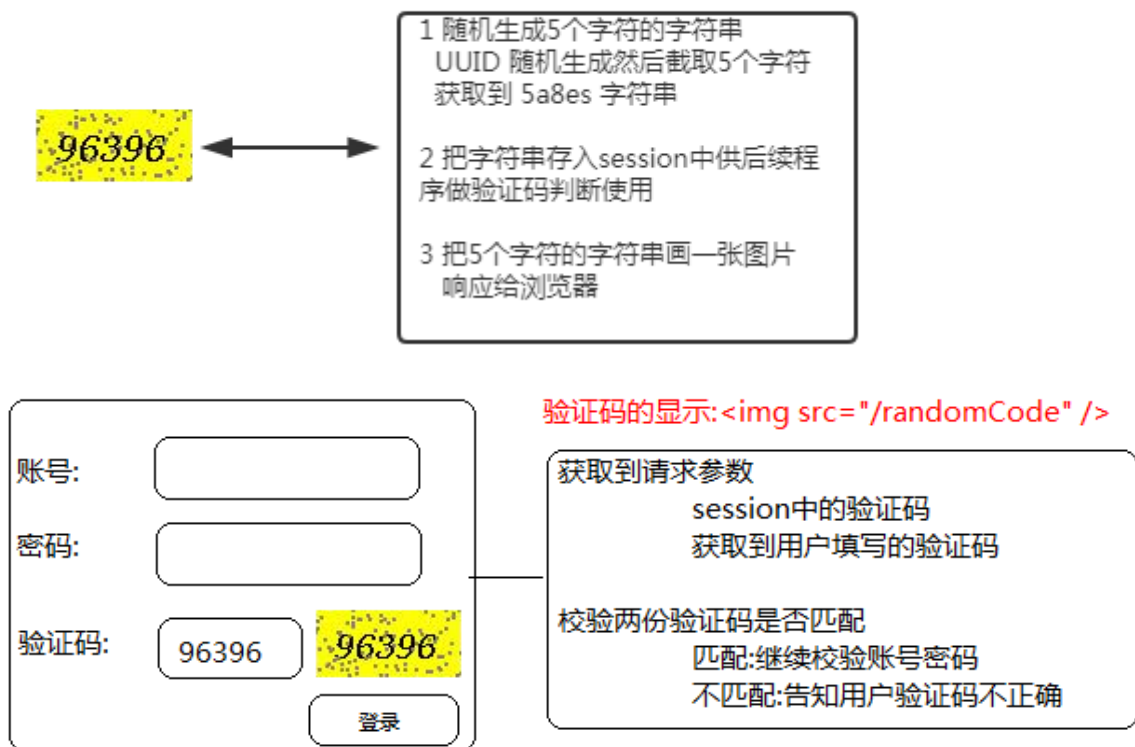 1 随机生成5个字符的字符串
UUID 随机生成然后截取5个字符
获取到 5a8es 字符串
96396
2 把字符串存入session中供后续程
序做验证码判断使用
3 把5个字符的字符串画一张图片
响应给浏览器
验证码的显示:<img src="/randomCode" />
账号:
密码:
验证码:
96396
96396
登录
获取到请求参数
session中的验证码
获取到用户填写的验证码
校验两份验证码是否匹配
匹配:继续校验账号密码
不匹配:告知用户验证码不正确